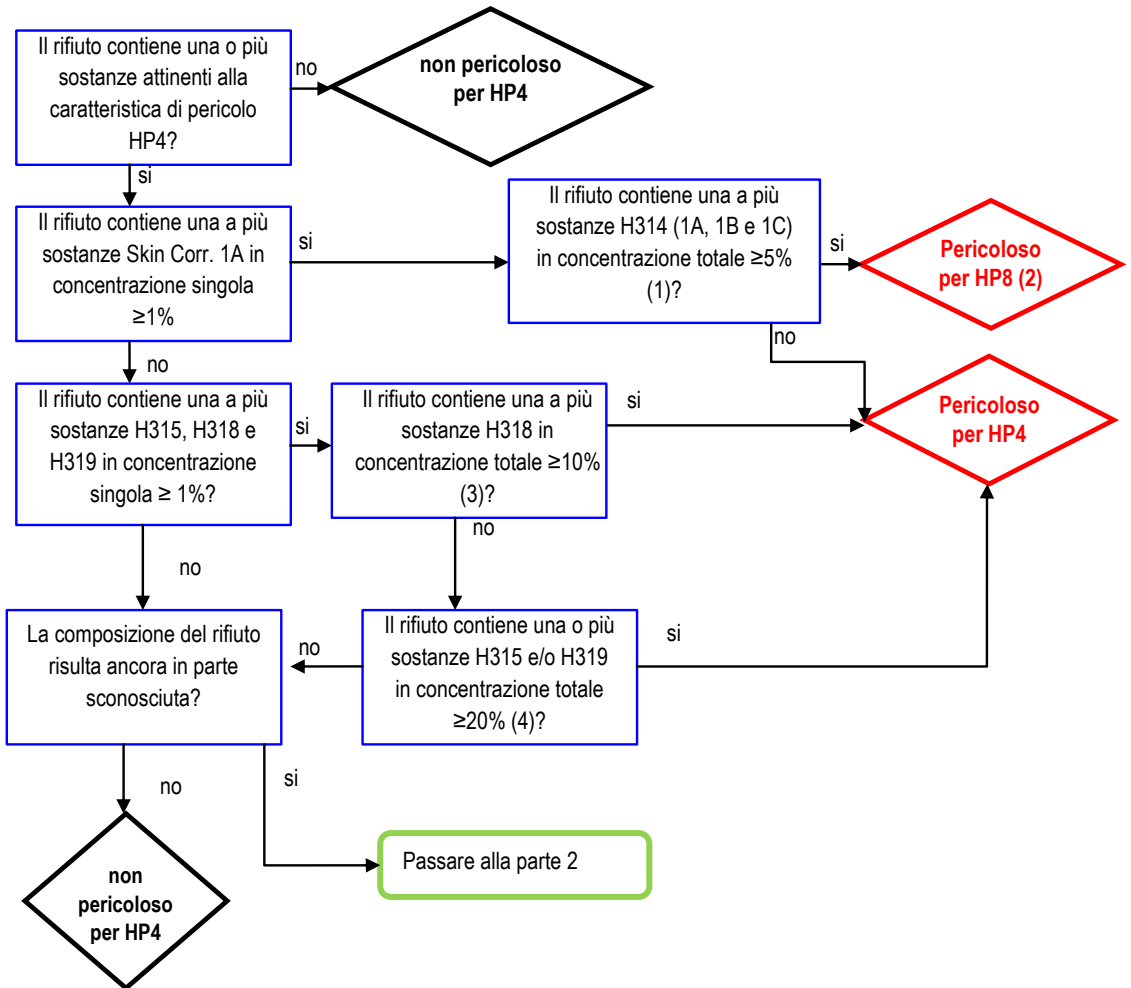 Il rifiuto contiene una o più
sostanze attinenti alla
caratteristica di pericolo
HP4?
no
non pericoloso
per HP4
si
Il rifiuto contiene una a più
sostanze Skin Corr. 1A in
concentrazione singola
≥1%
si
Il rifiuto contiene una a più
sostanze H314 (1A, 1B e 1C)
in concentrazione totale ≥5%
(1)?
si
Pericoloso
per HP8 (2)
no
no
Il rifiuto contiene una a più
sostanze H315, H318 e
H319 in concentrazione
singola ≥ 1%?
si
Il rifiuto contiene una a più
sostanze H318 in
concentrazione totale ≥10%
(3)?
si
Pericoloso
per HP4
no
no
La composizione del rifiuto
risulta ancora in parte
sconosciuta?
no
Il rifiuto contiene una o più
sostanze H315 e/o H319
in concentrazione totale
≥20% (4)?
si
no
si
non
pericoloso
per HP4
Passare alla parte 2